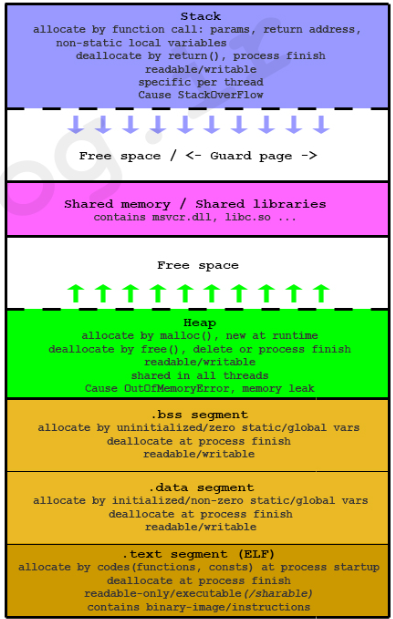 Stack
allocate by function call: params, return address,
non-static local variables
deallocate by return(), process finish
readable/writable
specific per thread
Cause StackOverFlow
Free space / <- Guard page ->
Shared memory / Shared libraries
contains msvcr.dll, libc.so ...
Free space
Heap
allocate by malloc(), new at runtime
deallocate by free(), delete or process finish
readable/writable
shared in all threads
Cause OutOfMemoryError, memory leak
.bss segment
allocate by uninitialized/zero static/global vars
deallocate at process finish
readable/writable
.data segment
allocate by initialized/non-zero static/global vars
deallocate at process finish
readable/writable
.text segment (ELF)
allocate by codes(functions, consts) at process startup
deallocate at process finish
readable-only/executable(/sharable)
contains binary-image/instructions